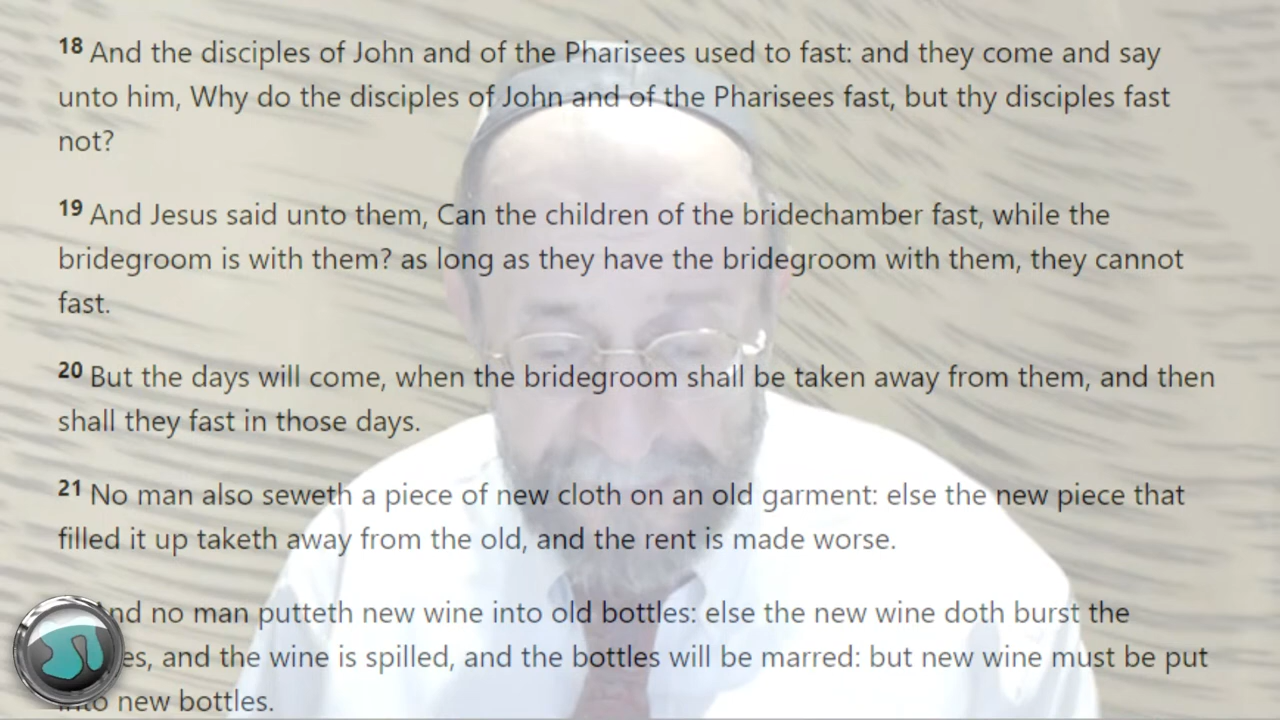 18 And the disciples of John and of the Pharisees used to fast: and they come and say
unto him, Why do the disciples of John and of the Pharisees fast, but thy disciples fast
not?
19 And Jesus said unto them, Can the children of the bridechamber fast, while the
bridegroom is with them? as long as they have the bridegroom with them, they cannot
fast.
20 But the days will come, when the bridegroom shall be taken away from them, and then
shall they fast in those days.
21 No man also seweth a piece of new cloth on an old garment: else the new piece that
filled it up taketh away from the old, and the rent is made worse.
And no man putteth new wine into old bottles: else the new wine doth burst the
es, and the wine is spilled, and the bottles will be marred: but new wine must be put
into new bottles.